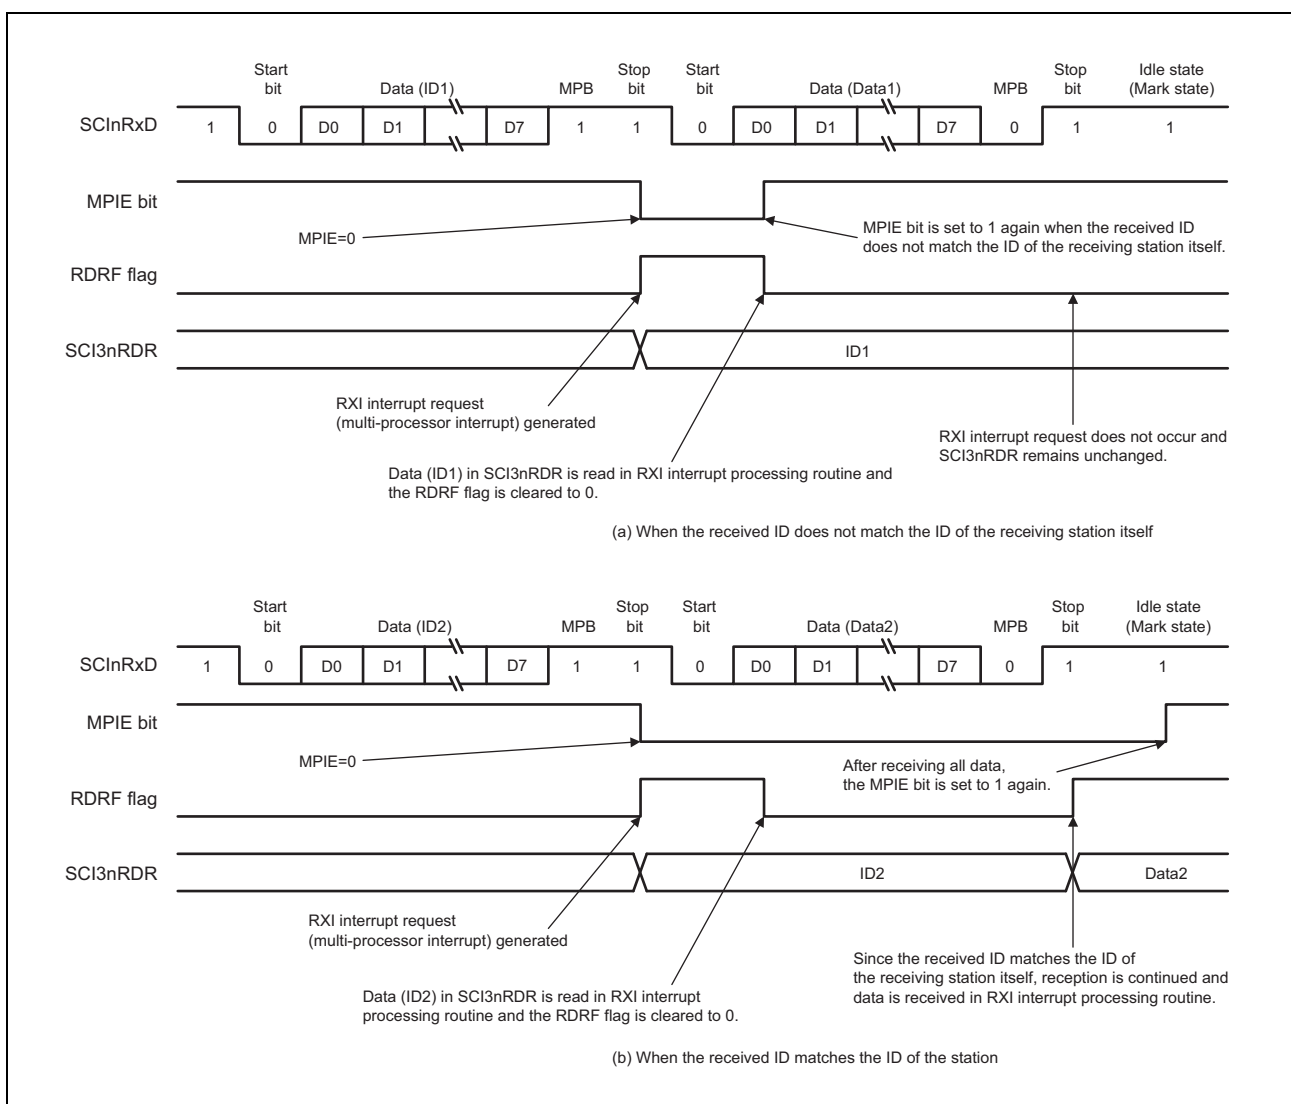 Start bit
Data (ID1)
MPB
Stop bit
Start bit
Data (Data1)
MPB
Stop bit
Idle state (Mark state)
SCInRxD
1 0 D0 D1 D7 1 1 0 D0 D1 D7 0 1 1
MPIE bit
MPIE=0
MPIE bit is set to 1 again when the received ID
does not match the ID of the receiving station itself.
RDRF flag
SCI3nRDR
ID1
RXI interrupt request
(multi-processor interrupt) generated
RXI interrupt request does not occur and
SCI3nRDR remains unchanged.
Data (ID1) in SCI3nRDR is read in RXI interrupt processing routine and
the RDRF flag is cleared to 0.
(a) When the received ID does not match the ID of the receiving station itself
Start bit
Data (ID2)
MPB
Stop bit
Start bit
Data (Data2)
MPB
Stop bit
Idle state (Mark state)
SCInRxD
1 0 D0 D1 D7 1 1 0 D0 D1 D7 0 1 1
MPIE bit
MPIE=0
After receiving all data,
the MPIE bit is set to 1 again.
RDRF flag
SCI3nRDR
ID2
Data2
RXI interrupt request
(multi-processor interrupt) generated
Since the received ID matches the ID of
the receiving station itself, reception is continued and
data is received in RXI interrupt processing routine.
Data (ID2) in SCI3nRDR is read in RXI interrupt
processing routine and the RDRF flag is cleared to 0.
(b) When the received ID matches the ID of the station